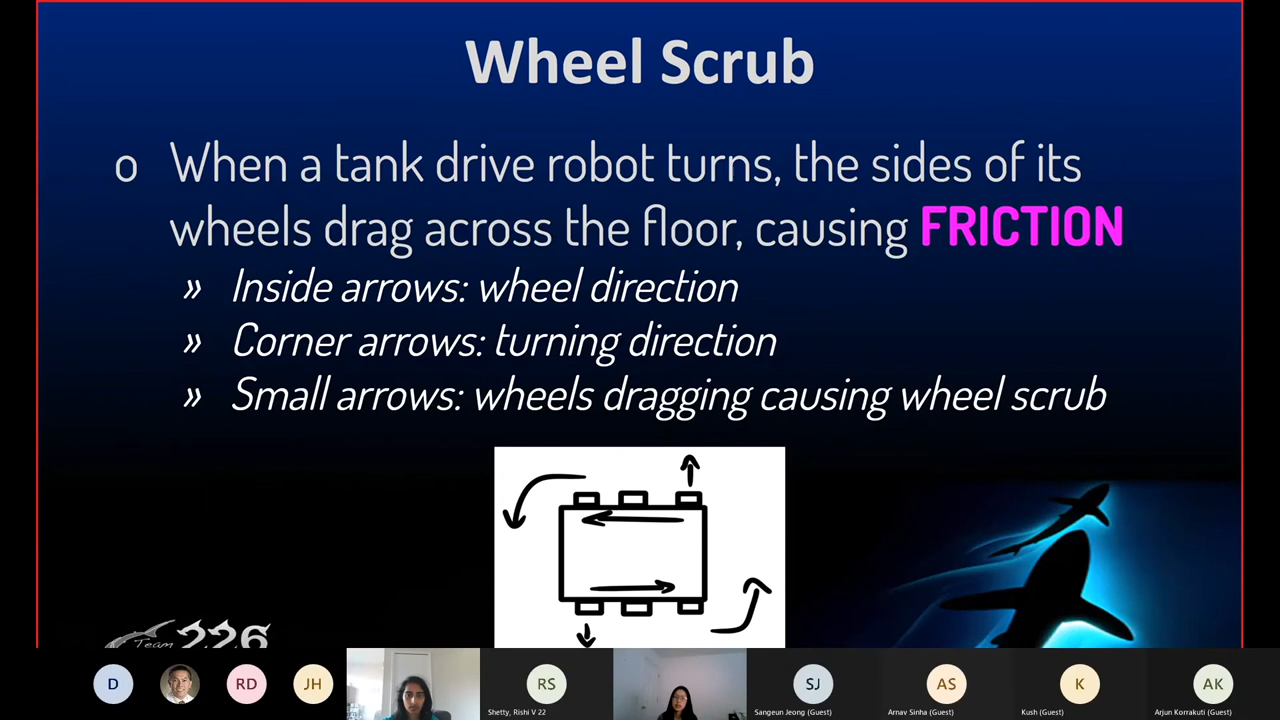 Wheel Scrub
o When a tank drive robot turns, the sides of its
wheels drag across the floor, causing FRICTION
» Inside arrows: wheel direction
» Corner arrows: turning direction
» Small arrows: wheels dragging causing wheel scrub
Team 226
D
RD
JH
RS
SJ
AS
K
AK
Shetty, Rishi V 22
Sangeun Jeong (Guest)
Arnav Sinha (Guest)
Kush (Guest)
Arjun Korrakuti (Guest)